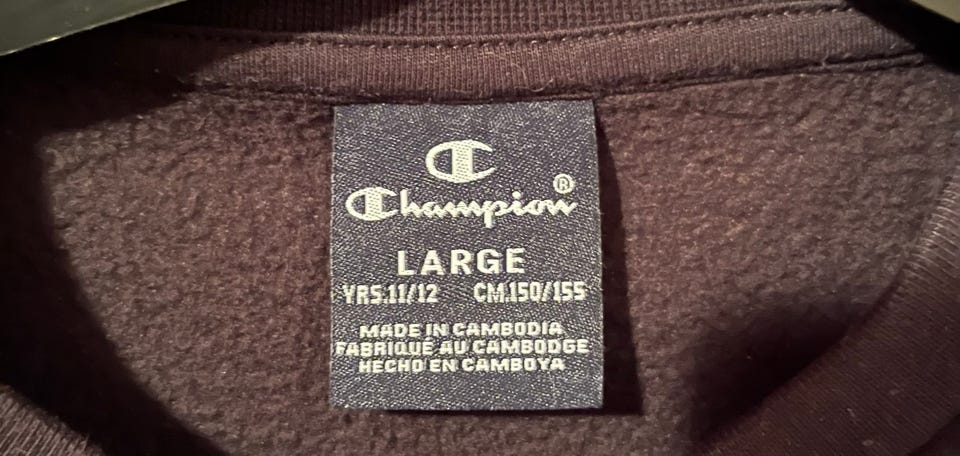 Champion®
LARGE
YRS.11/12 CM.150/155
MADE IN CAMBODIA
FABRIQUÉ AU CAMBODGE
HECHO EN CAMBOYA